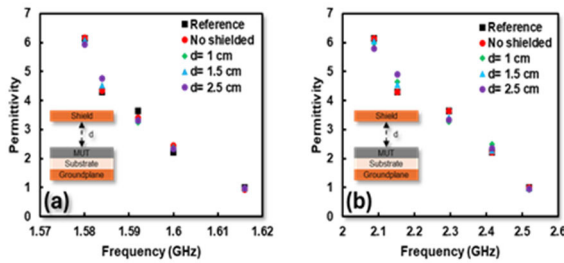 7
6
5
4
3
2
1
0
Permittivity
Reference
No shielded
d= 1 cm
d= 1.5 cm
d= 2.5 cm
Shield
d
MUT
Substrate
Groundplane
(a)
1.57 1.58 1.59 1.6 1.61 1.62
Frequency (GHz)
7
6
5
4
3
2
1
0
Permittivity
Reference
No shielded
d= 1 cm
d= 1.5 cm
d= 2.5 cm
Shield
d
MUT
Substrate
Groundplane
(b)
2 2.1 2.2 2.3 2.4 2.5 2.6
Frequency (GHz)